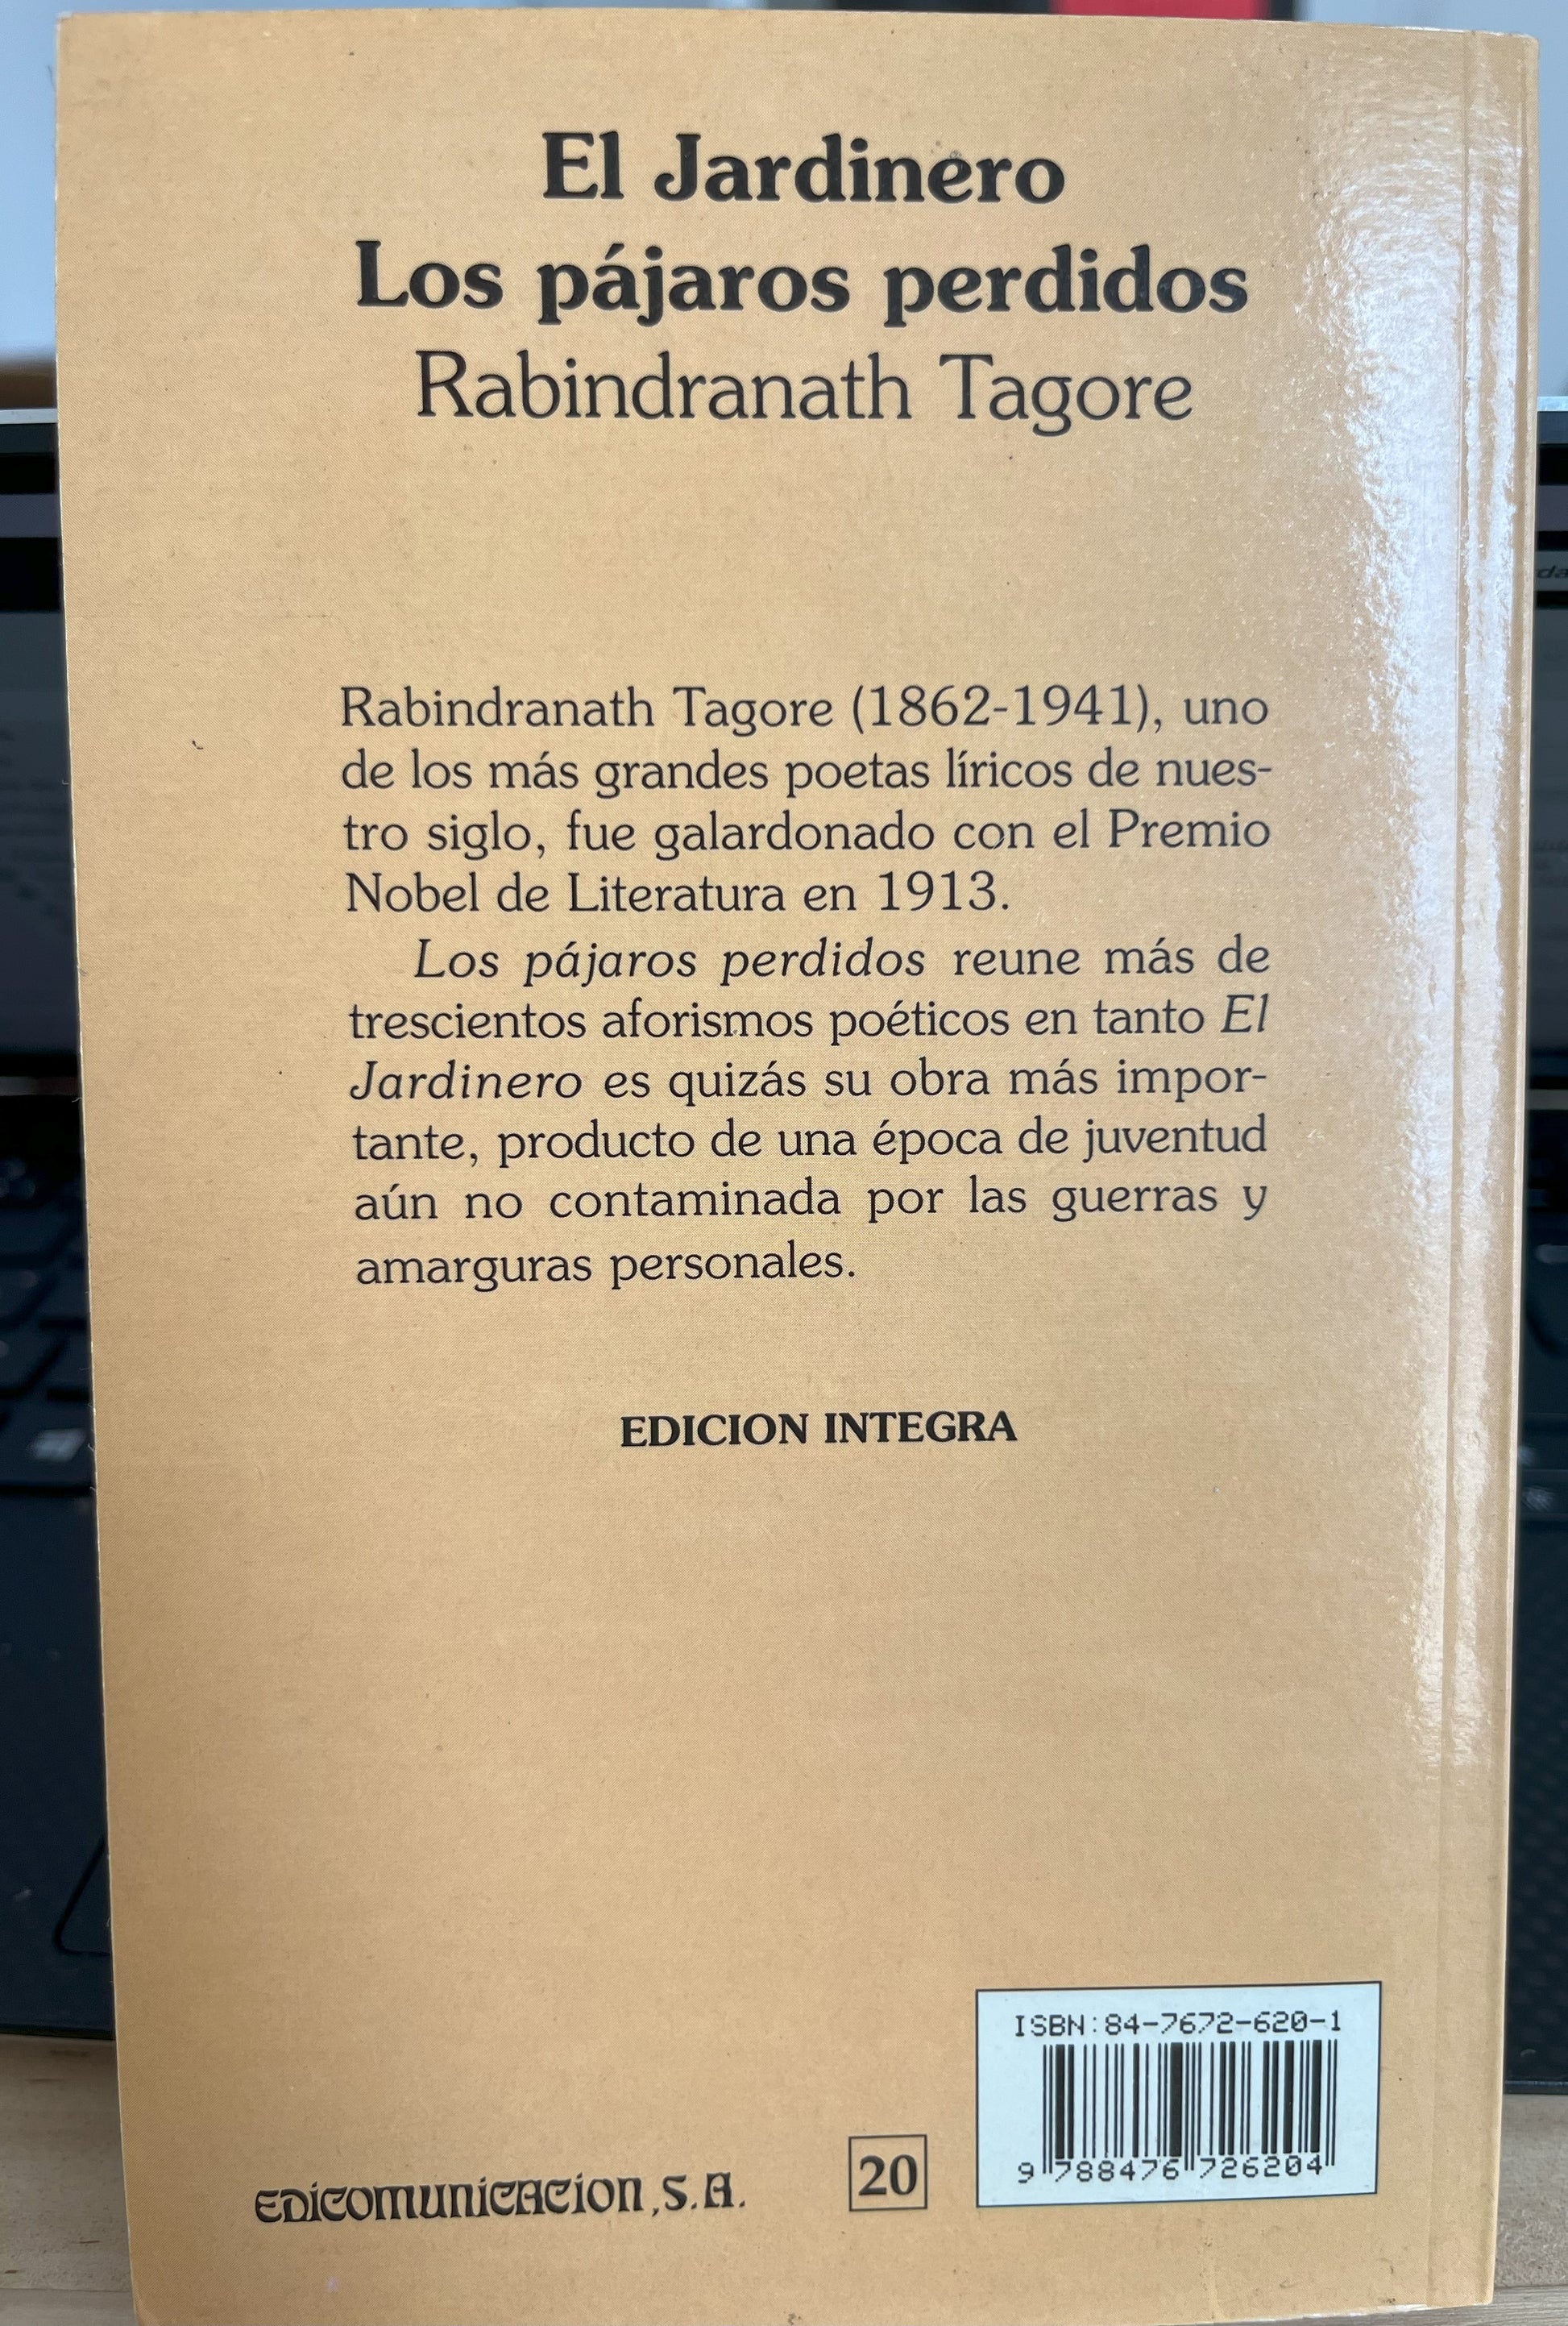 El Jardinero
Los pájaros perdidos
Rabindranath Tagore
Rabindranath Tagore (1862-1941), uno
de los más grandes poetas líricos de nues-
tro siglo, fue galardonado con el Premio
Nobel de Literatura en 1913.
Los pájaros perdidos reune más de
trescientos aforismos poéticos en tanto El
Jardinero es quizás su obra más impor-
tante, producto de una época de juventud
aún no contaminada por las guerras y
amarguras personales.
EDICION INTEGRA
ISBN:84-7672-620-1
9 788476 726204
EDICOMUNICACION, S.A.
20